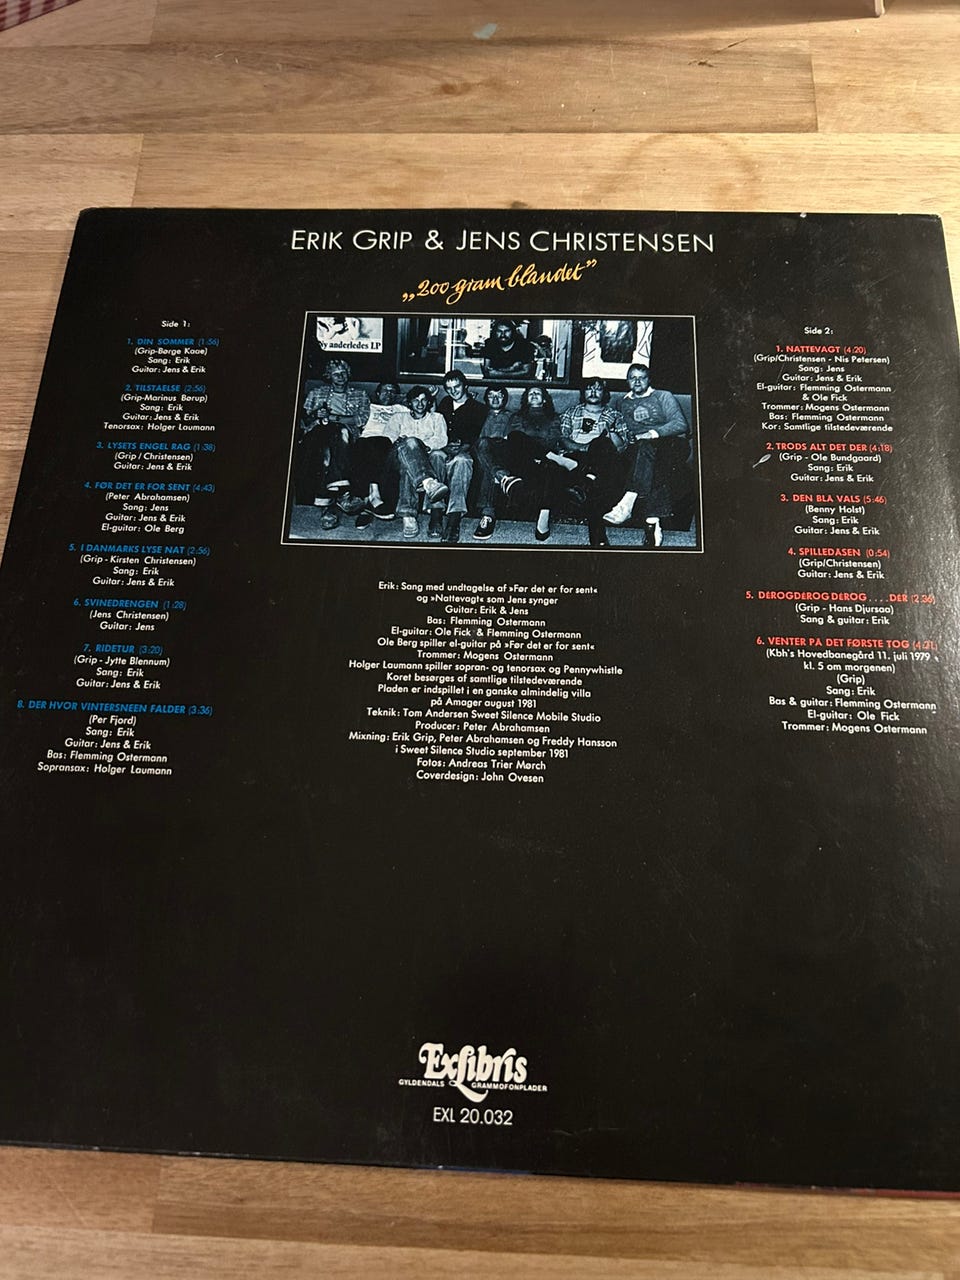 ERIK GRIP & JENS CHRISTENSEN
„200 gram blandet”
Side 1:
1. DIN SOMMER (1:56)
(Grip-Børge Kaae)
Sang: Erik
Guitar: Jens & Erik
2. TILSTAELSE (2:56)
(Grip-Marinus Børup)
Sang: Erik
Guitar: Jens & Erik
Tenorsax: Holger Laumann
3. LYSETS ENGEL RAG (1:38)
(Grip / Christensen)
Guitar: Jens & Erik
4. FØR DET ER FOR SENT (4:43)
(Peter Abrahamsen)
Sang: Jens
Guitar: Jens & Erik
El-guitar: Ole Berg
5. I DANMARKS LYSE NAT (2:56)
(Grip - Kirsten Christensen)
Sang: Erik
Guitar: Jens & Erik
6. SVINEDRENGEN (1:28)
(Jens Christensen)
Guitar: Jens
7. RIDETUR (3:20)
(Grip - Jytte Blennum)
Sang: Erik
Guitar: Jens & Erik
8. DER HVOR VINTERSNEEN FALDER (3:36)
(Per Fjord)
Sang: Erik
Guitar: Jens & Erik
Bas: Flemming Ostermann
Sopransax: Holger Laumann
y anderledes LP
Erik: Sang med undtagelse af »Før det er for sent«
og »Nattevagt« som Jens synger
Guitar: Erik & Jens
Bas: Flemming Ostermann
El-guitar: Ole Fick & Flemming Ostermann
Ole Berg spiller el-guitar på »Før det er for sent«
Trommer: Mogens Ostermann
Holger Laumann spiller sopran- og tenorsax og Pennywhistle
Koret besørges af samtlige tilstedeværende
Pladen er indspillet i en ganske almindelig villa
på Amager august 1981
Teknik: Tom Andersen Sweet Silence Mobile Studio
Producer: Peter Abrahamsen
Mixning: Erik Grip, Peter Abrahamsen og Freddy Hansson
i Sweet Silence Studio september 1981
Fotos: Andreas Trier Mørch
Coverdesign: John Ovesen
Side 2:
1. NATTEVAGT (4:20)
(Grip/Christensen - Nis Petersen)
Sang: Jens
Guitar: Jens & Erik
El-guitar: Flemming Ostermann
& Ole Fick
Trommer: Mogens Ostermann
Bas: Flemming Ostermann
Kor: Samtlige tilstedeværende
2. TRODS ALT DET DER (4:18)
(Grip - Ole Bundgaard)
Sang: Erik
Guitar: Jens & Erik
3. DEN BLA VALS (5:46)
(Benny Holst)
Sang: Erik
Guitar: Jens & Erik
4. SPILLEDASEN (0:54)
(Grip/Christensen)
Guitar: Jens & Erik
5. DEROGDEROGDEROG....DER (2:36)
(Grip - Hans Djursaa)
Sang & guitar: Erik
6. VENTER PA DET FØRSTE TOG (4:21)
(Kbh's Hovedbanegård 11. juli 1979
kl. 5 om morgenen)
(Grip)
Sang: Erik
Bas & guitar: Flemming Ostermann
El-guitar: Ole Fick
Trommer: Mogens Ostermann
Exlibris
GYLDENDALS GRAMMOFONPLADER
EXL 20.032